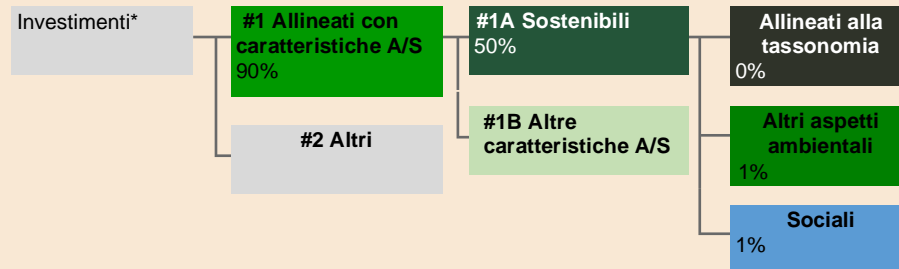 Investimenti*
#1 Allineati con
caratteristiche A/S
90%
#2 Altri
#1A Sostenibili
50%
#1B Altre
caratteristiche A/S
Allineati alla
tassonomia
0%
Altri aspetti
ambientali
1%
Sociali
1%